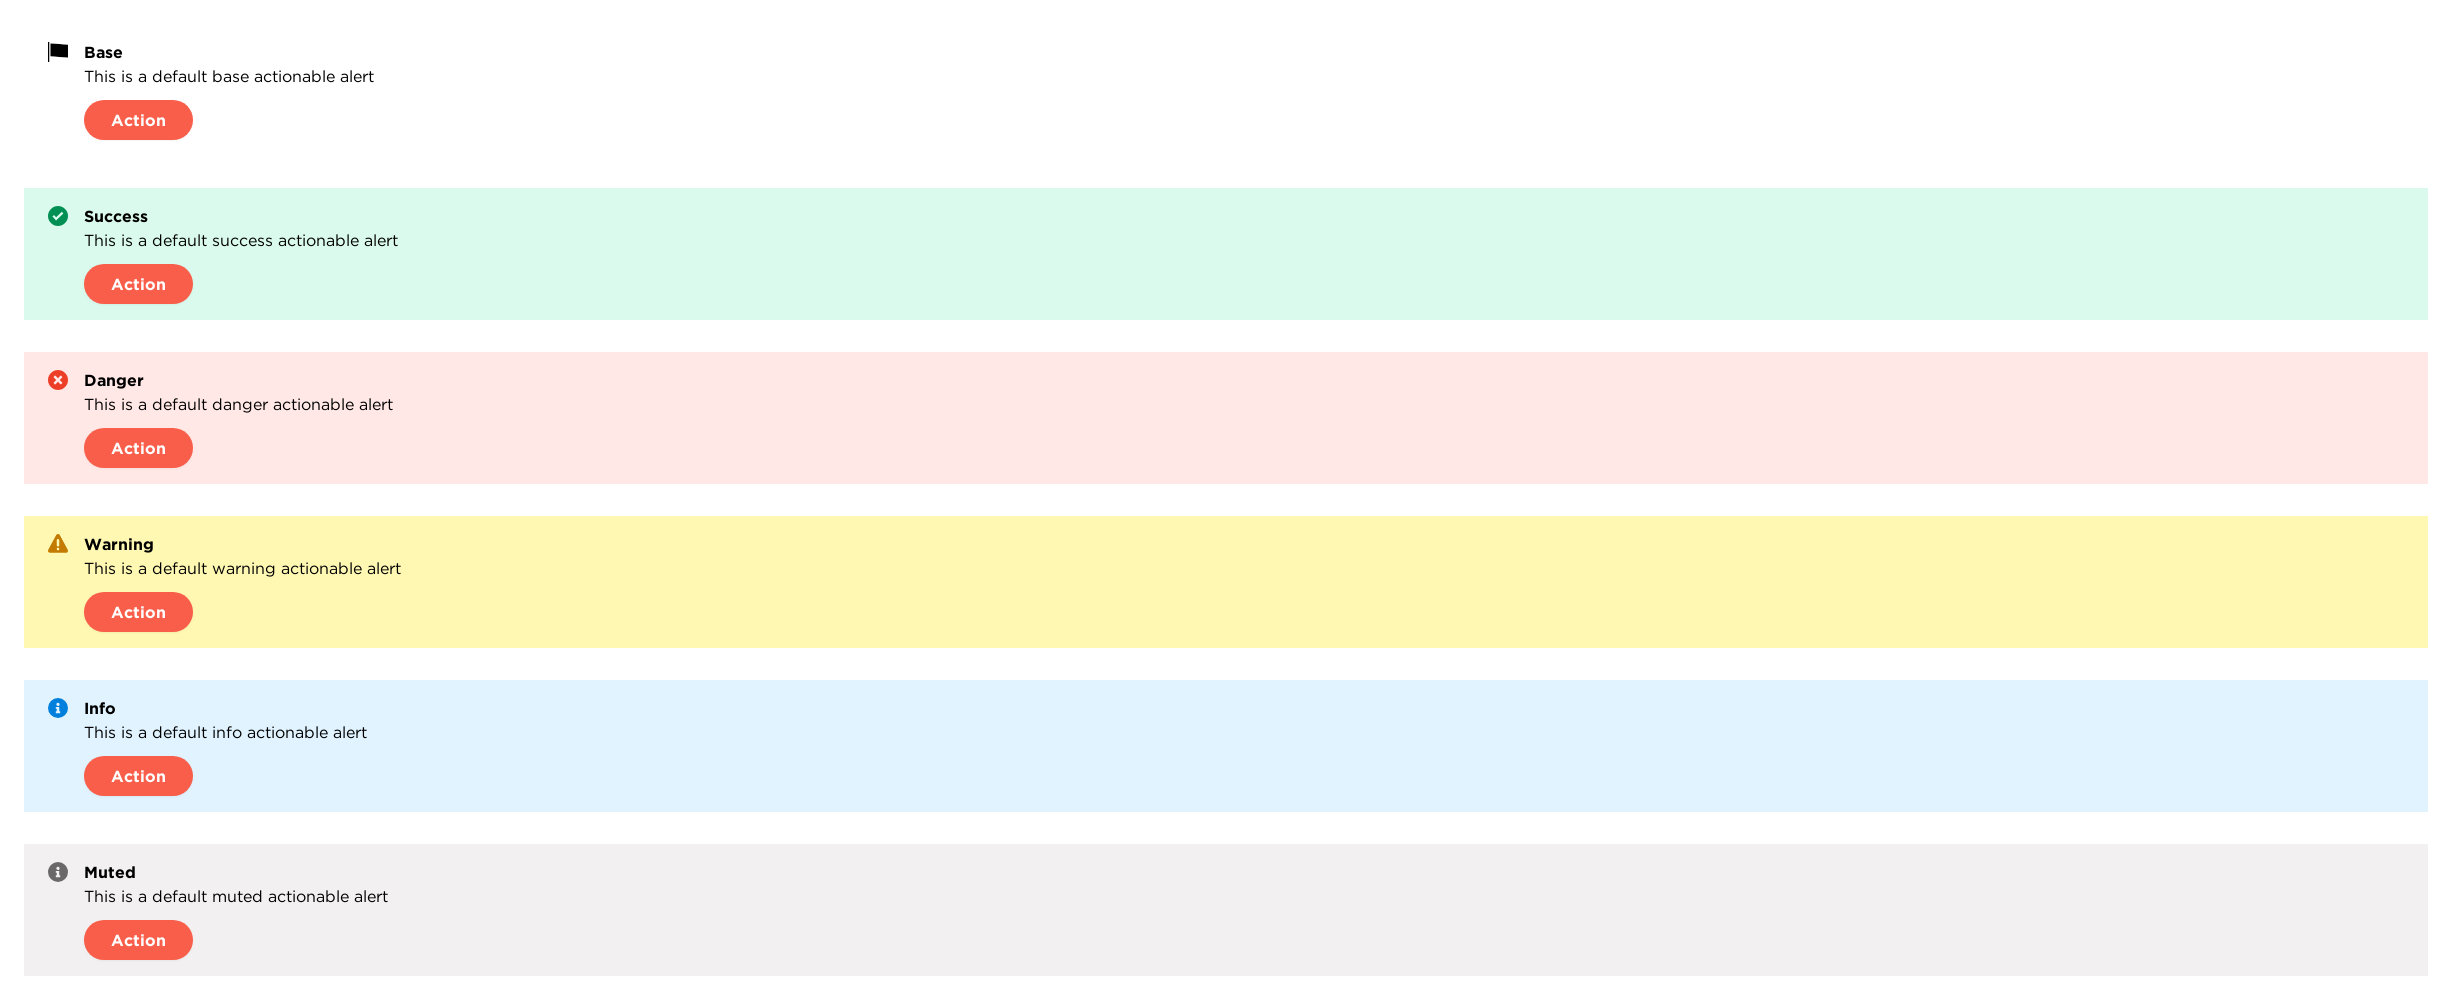 Base
This is a default base actionable alert
Action
Success
This is a default success actionable alert
Action
Danger
This is a default danger actionable alert
Action
Warning
This is a default warning actionable alert
Action
Info
This is a default info actionable alert
Action
Muted
This is a default muted actionable alert
Action